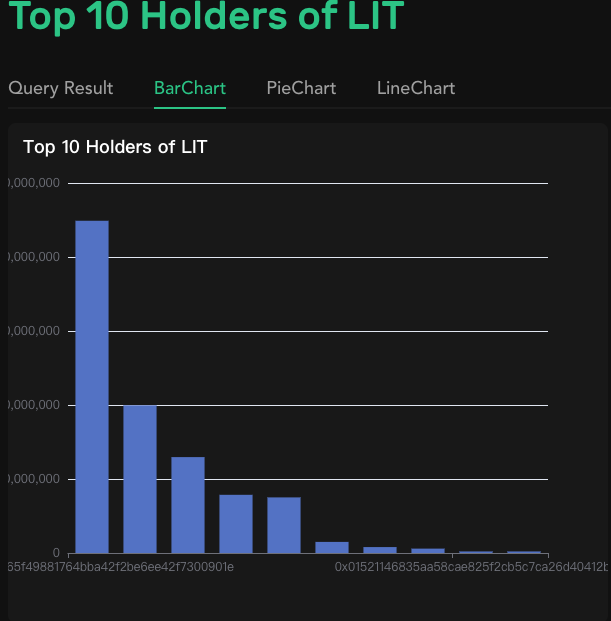 Top 10 Holders of LIT
Query Result BarChart PieChart LineChart
Top 10 Holders of LIT
0,000,000
0,000,000
0,000,000
0,000,000
0,000,000
0
65f49881764bba42f2be6ee42f7300901e 0x01521146835aa58cae825f2cb5c7ca26d40412b